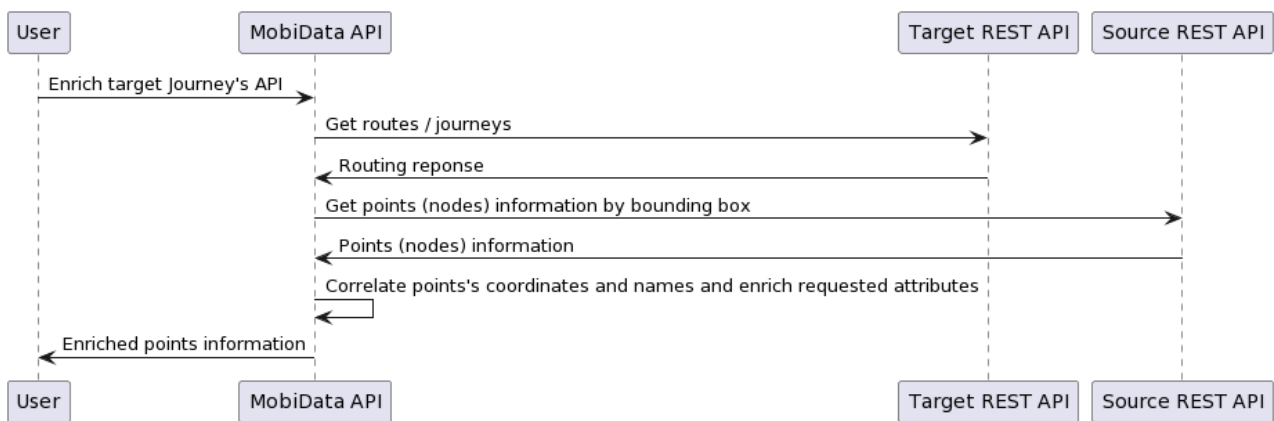 User MobiData API Target REST API Source REST API
Enrich target Journey's API
Get routes / journeys
Routing reponse
Get points (nodes) information by bounding box
Points (nodes) information
Correlate points's coordinates and names and enrich requested attributes
Enriched points information
User MobiData API Target REST API Source REST API